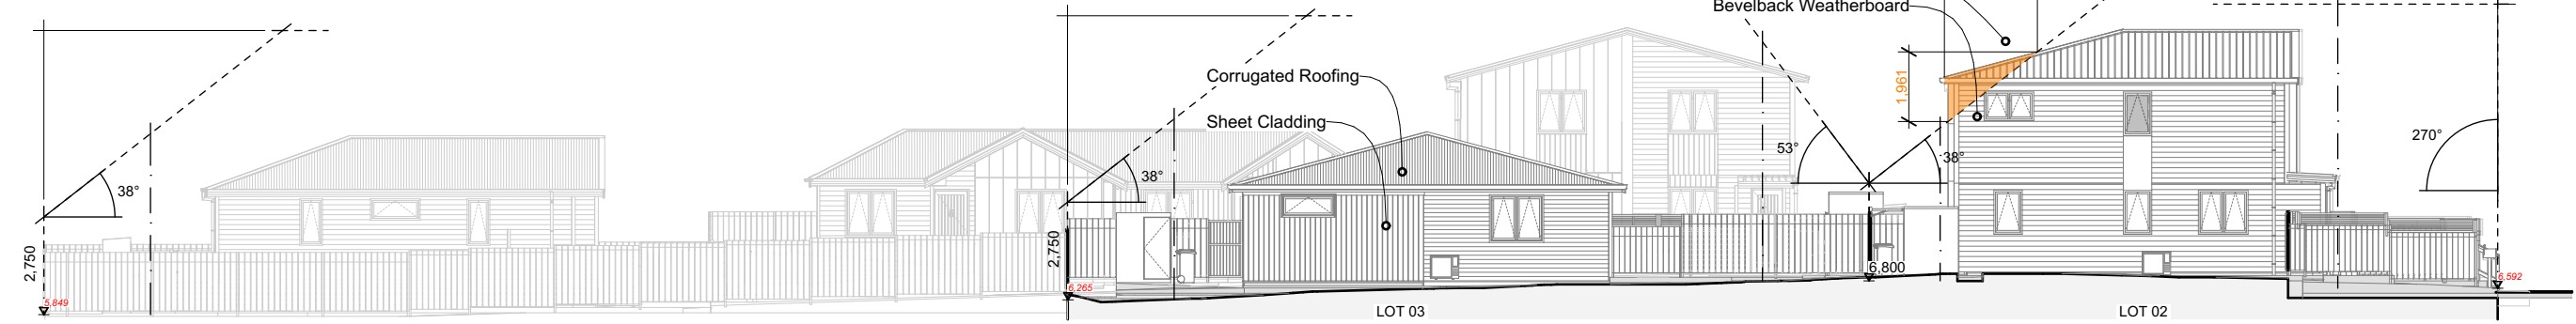 Bevelback Weatherboard
Corrugated Roofing
Sheet Cladding
1,961
38°
38°
53°
38°
270°
2,750
2,750
5,849
6,265
6,800
6,592
LOT 03
LOT 02